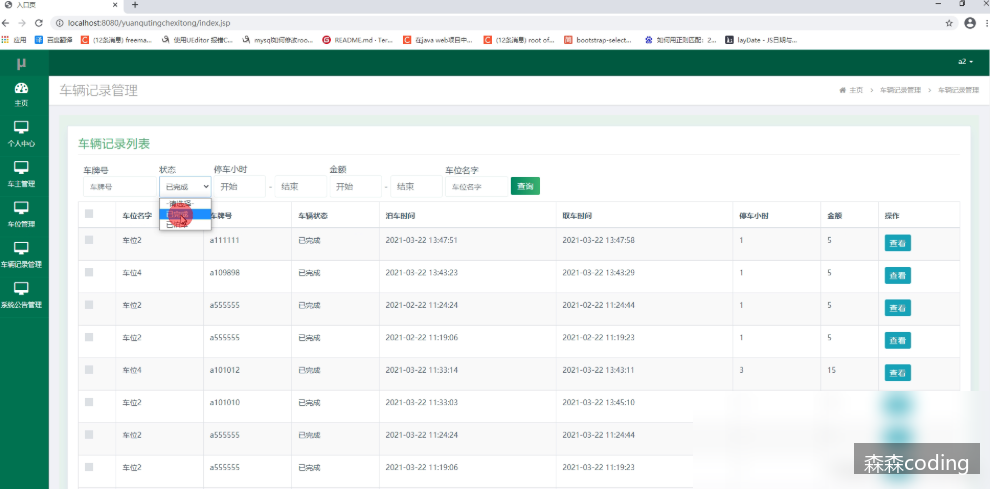 入口页
localhost:8080/yuanqutingchexitong/index.jsp
应用 百度翻译 (12条消息) freema... 使用UEditor 报错C... mysql如何修改roo... README.md · Ter... 在java web项目中... (12条消息) root of... bootstrap-select... 如何用正则匹配：2... layDate - JS日期与...
μ
a2
车辆记录管理
主页 > 车辆记录管理 > 车辆记录管理
主页
个人中心
车主管理
车位管理
车辆记录管理
系统公告管理
车辆记录列表
车牌号 状态 停车小时 金额 车位名字
车牌号 已完成 开始 - 结束 开始 - 结束 车位名字 查询
-请选择-
已完成
车位名字 车牌号 车辆状态 泊车时间 取车时间 停车小时 金额 操作
车位2 a111111 已完成 2021-03-22 13:47:51 2021-03-22 13:47:58 1 5 查看
车位4 a109898 已完成 2021-03-22 13:43:23 2021-03-22 13:43:29 1 5 查看
车位2 a555555 已完成 2021-02-22 11:24:24 2021-02-22 11:24:44 1 5 查看
车位2 a555555 已完成 2021-02-22 11:19:06 2021-02-22 11:19:23 1 5 查看
车位4 a101012 已完成 2021-03-22 11:33:14 2021-03-22 13:43:11 3 15 查看
车位2 a101010 已完成 2021-03-22 11:33:03 2021-03-22 13:45:10
车位2 a555555 已完成 2021-03-22 11:24:24 2021-03-22 11:24:44
车位2 a555555 已完成 2021-03-22 11:19:06 2021-03-22 11:19:23
森森coding